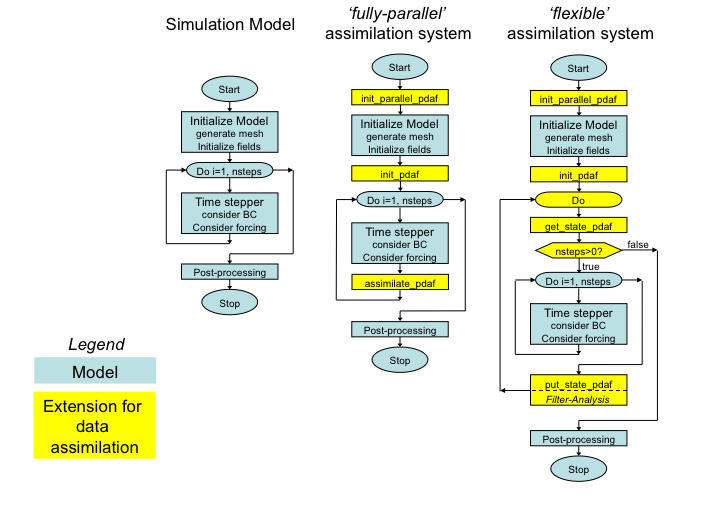 Simulation Model
Start
Initialize Model
generate mesh
Initialize fields
Do i=1, nsteps
Time stepper
consider BC
Consider forcing
Post-processing
Stop
‘fully-parallel’
assimilation system
Start
init_parallel_pdaf
Initialize Model
generate mesh
Initialize fields
init_pdaf
Do i=1, nsteps
Time stepper
consider BC
Consider forcing
assimilate_pdaf
Post-processing
Stop
‘flexible’
assimilation system
Start
init_parallel_pdaf
Initialize Model
generate mesh
Initialize fields
init_pdaf
Do
get_state_pdaf
nsteps>0?
false
true
Do i=1, nsteps
Time stepper
consider BC
Consider forcing
put_state_pdaf
Filter-Analysis
Post-processing
Stop
Legend
Model
Extension for
data
assimilation